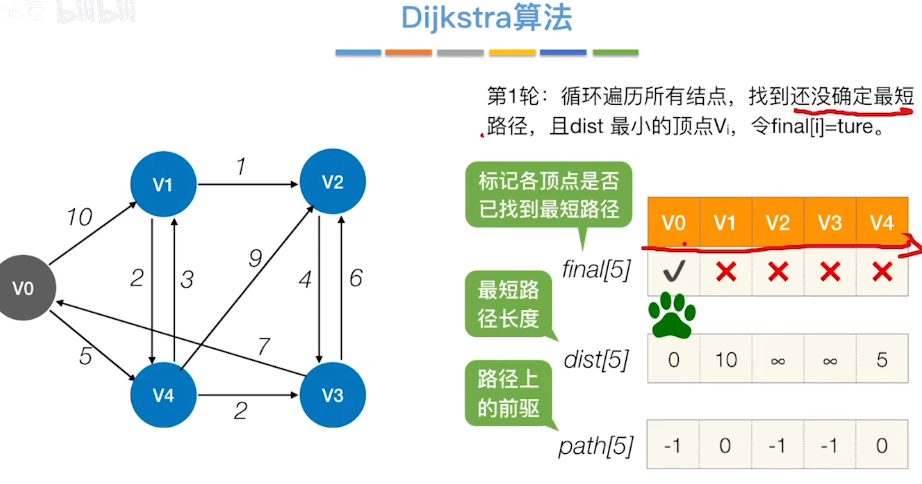 bilibili
Dijkstra算法
第1轮：循环遍历所有结点，找到还没确定最短
路径，且dist 最小的顶点Vi，令final[i]=ture。
标记各顶点是否
已找到最短路径
V0 V1 V2 V3 V4
final[5]
最短路
径长度
dist[5] 0 10 ∞ ∞ 5
路径上
的前驱
path[5] -1 0 -1 -1 0
V1 1 V2
10
2 3 9 4 6
V0
5 7
V4 2 V3